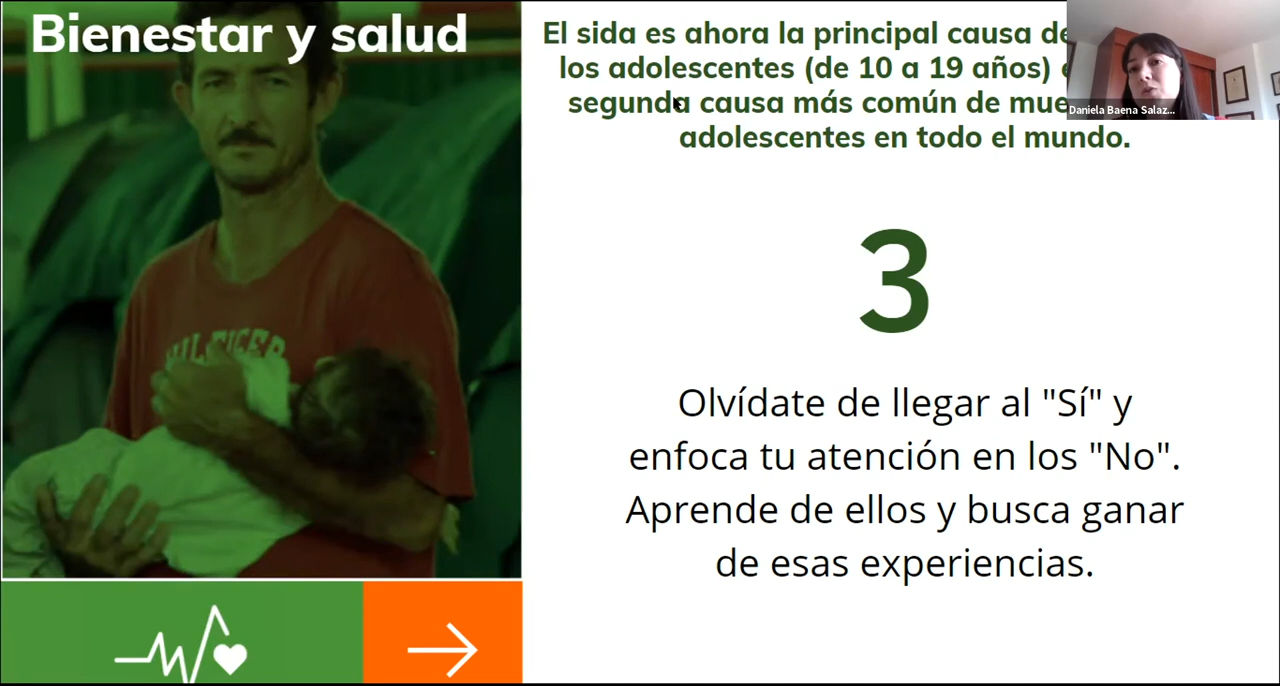 Bienestar y salud
El sida es ahora la principal causa de
los adolescentes (de 10 a 19 años)
segunda causa más común de
adolescentes en todo el mundo.
Daniela Baena Salaz...
3
Olvídate de llegar al "Sí" y
enfoca tu atención en los "No".
Aprende de ellos y busca ganar
de esas experiencias.